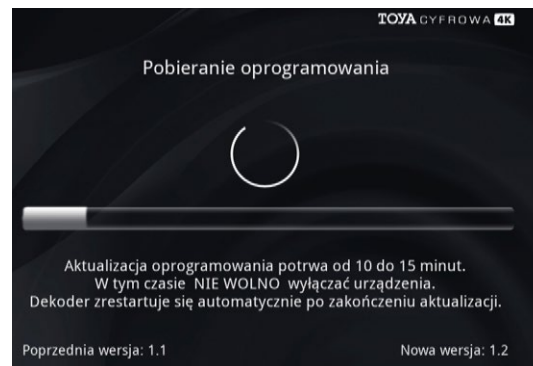 TOYA CYFROWA 4K
Pobieranie oprogramowania
Aktualizacja oprogramowania potrwa od 10 do 15 minut.
W tym czasie NIE WOLNO wyłączać urządzenia.
Dekoder zrestartuje się automatycznie po zakończeniu aktualizacji.
Poprzednia wersja: 1.1 Nowa wersja: 1.2